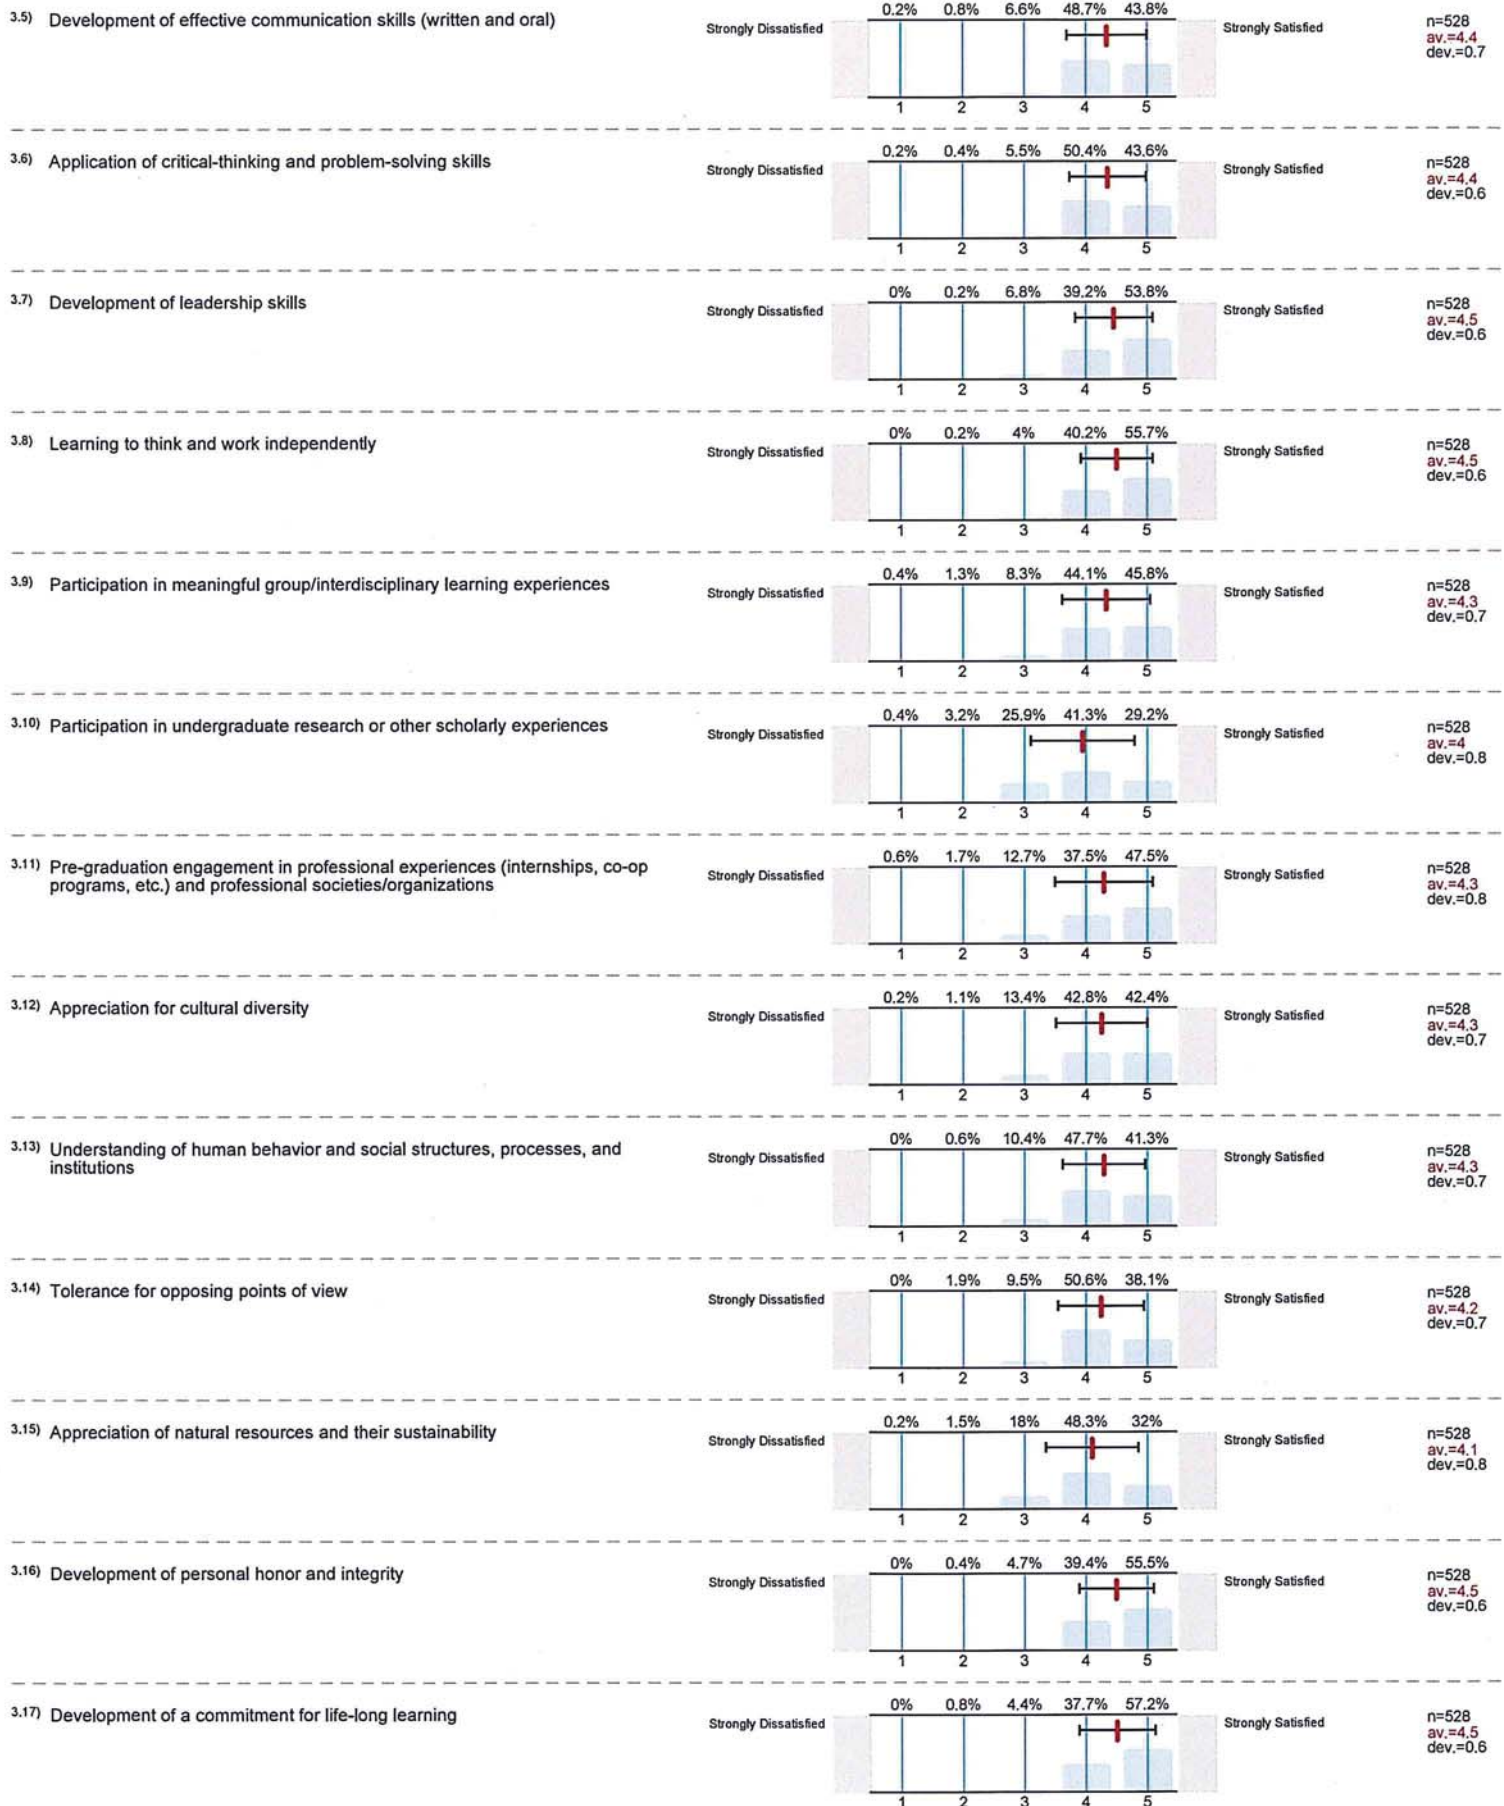 3.5) Development of effective communication skills (written and oral)
Strongly Dissatisfied
0.2% 0.8% 6.6% 48.7% 43.8%
1 2 3 4 5
Strongly Satisfied
n=528
av.=4.4
dev.=0.7
3.6) Application of critical-thinking and problem-solving skills
Strongly Dissatisfied
0.2% 0.4% 5.5% 50.4% 43.6%
1 2 3 4 5
Strongly Satisfied
n=528
av.=4.4
dev.=0.6
3.7) Development of leadership skills
Strongly Dissatisfied
0% 0.2% 6.8% 39.2% 53.8%
1 2 3 4 5
Strongly Satisfied
n=528
av.=4.5
dev.=0.6
3.8) Learning to think and work independently
Strongly Dissatisfied
0% 0.2% 4% 40.2% 55.7%
1 2 3 4 5
Strongly Satisfied
n=528
av.=4.5
dev.=0.6
3.9) Participation in meaningful group/interdisciplinary learning experiences
Strongly Dissatisfied
0.4% 1.3% 8.3% 44.1% 45.8%
1 2 3 4 5
Strongly Satisfied
n=528
av.=4.3
dev.=0.7
3.10) Participation in undergraduate research or other scholarly experiences
Strongly Dissatisfied
0.4% 3.2% 25.9% 41.3% 29.2%
1 2 3 4 5
Strongly Satisfied
n=528
av.=4
dev.=0.8
3.11) Pre-graduation engagement in professional experiences (internships, co-op
programs, etc.) and professional societies/organizations
Strongly Dissatisfied
0.6% 1.7% 12.7% 37.5% 47.5%
1 2 3 4 5
Strongly Satisfied
n=528
av.=4.3
dev.=0.8
3.12) Appreciation for cultural diversity
Strongly Dissatisfied
0.2% 1.1% 13.4% 42.8% 42.4%
1 2 3 4 5
Strongly Satisfied
n=528
av.=4.3
dev.=0.7
3.13) Understanding of human behavior and social structures, processes, and
institutions
Strongly Dissatisfied
0% 0.6% 10.4% 47.7% 41.3%
1 2 3 4 5
Strongly Satisfied
n=528
av.=4.3
dev.=0.7
3.14) Tolerance for opposing points of view
Strongly Dissatisfied
0% 1.9% 9.5% 50.6% 38.1%
1 2 3 4 5
Strongly Satisfied
n=528
av.=4.2
dev.=0.7
3.15) Appreciation of natural resources and their sustainability
Strongly Dissatisfied
0.2% 1.5% 18% 48.3% 32%
1 2 3 4 5
Strongly Satisfied
n=528
av.=4.1
dev.=0.8
3.16) Development of personal honor and integrity
Strongly Dissatisfied
0% 0.4% 4.7% 39.4% 55.5%
1 2 3 4 5
Strongly Satisfied
n=528
av.=4.5
dev.=0.6
3.17) Development of a commitment for life-long learning
Strongly Dissatisfied
0% 0.8% 4.4% 37.7% 57.2%
1 2 3 4 5
Strongly Satisfied
n=528
av.=4.5
dev.=0.6